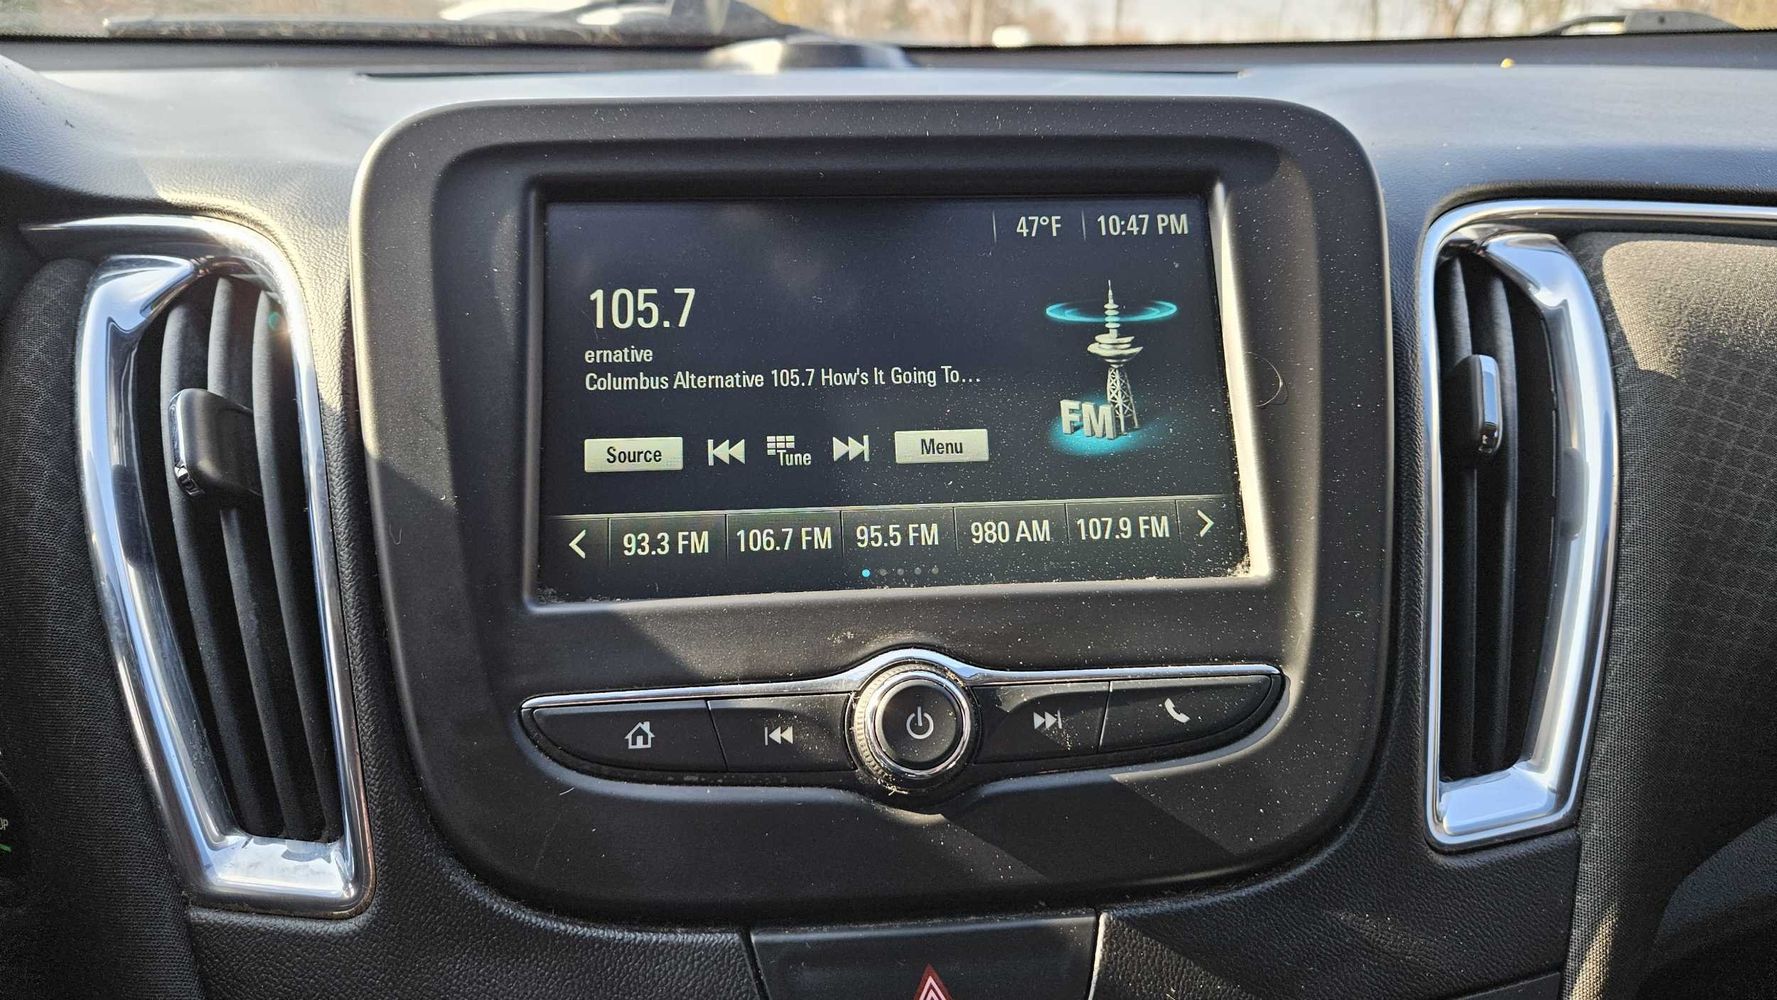 47°F 10:47 PM
105.7
ernative
Columbus Alternative 105.7 How's It Going To...
FM
Source Tune Menu
93.3 FM 106.7 FM 95.5 FM 980 AM 107.9 FM